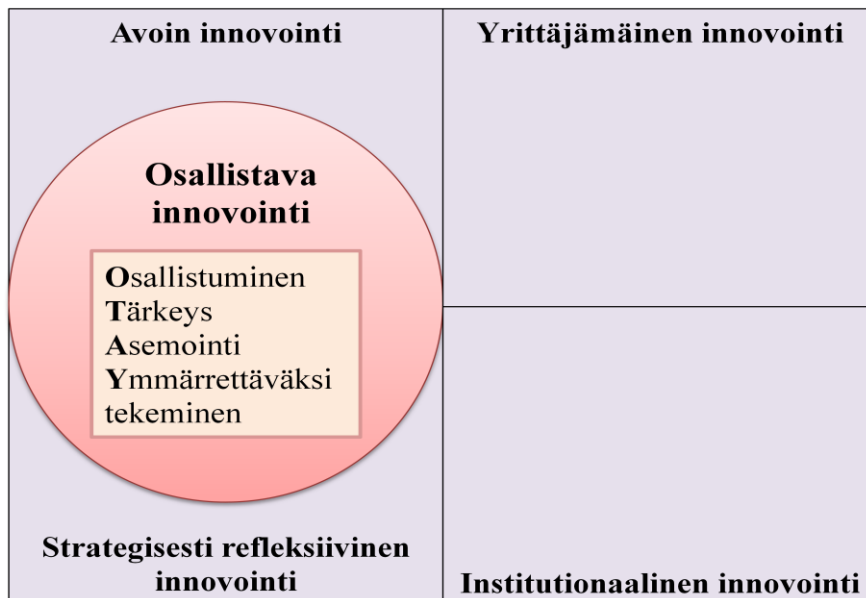 Avoin innovointi
Yrittäjämäinen innovointi
Osallistava
innovointi
Osallistuminen
Tärkeys
Asemointi
Ymmärrettäväksi
tekeminen
Strategisesti refleksiivinen
innovointi
Institutionaalinen innovointi